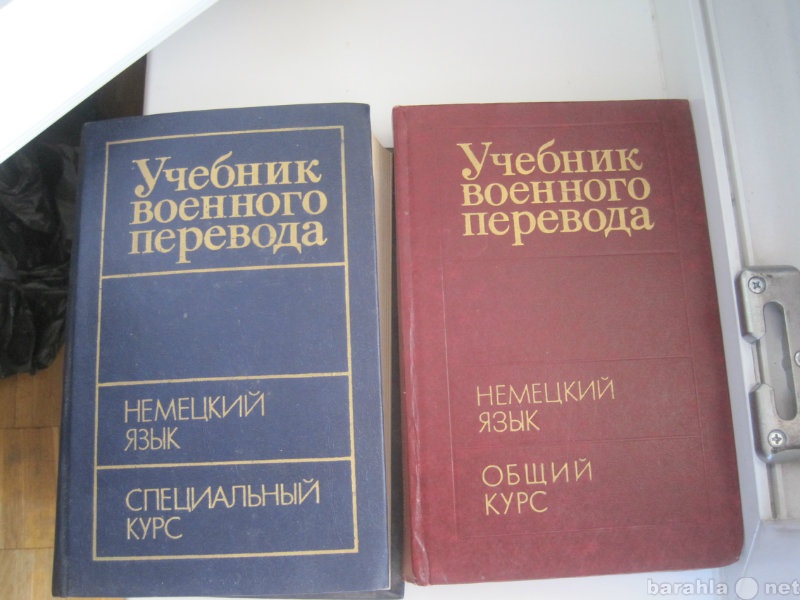 Учебник
военного
перевода
НЕМЕЦКИЙ
ЯЗЫК
СПЕЦИАЛЬНЫЙ
КУРС
Учебник
военного
перевода
НЕМЕЦКИЙ
ЯЗЫК
ОБЩИЙ
КУРС
barahla net